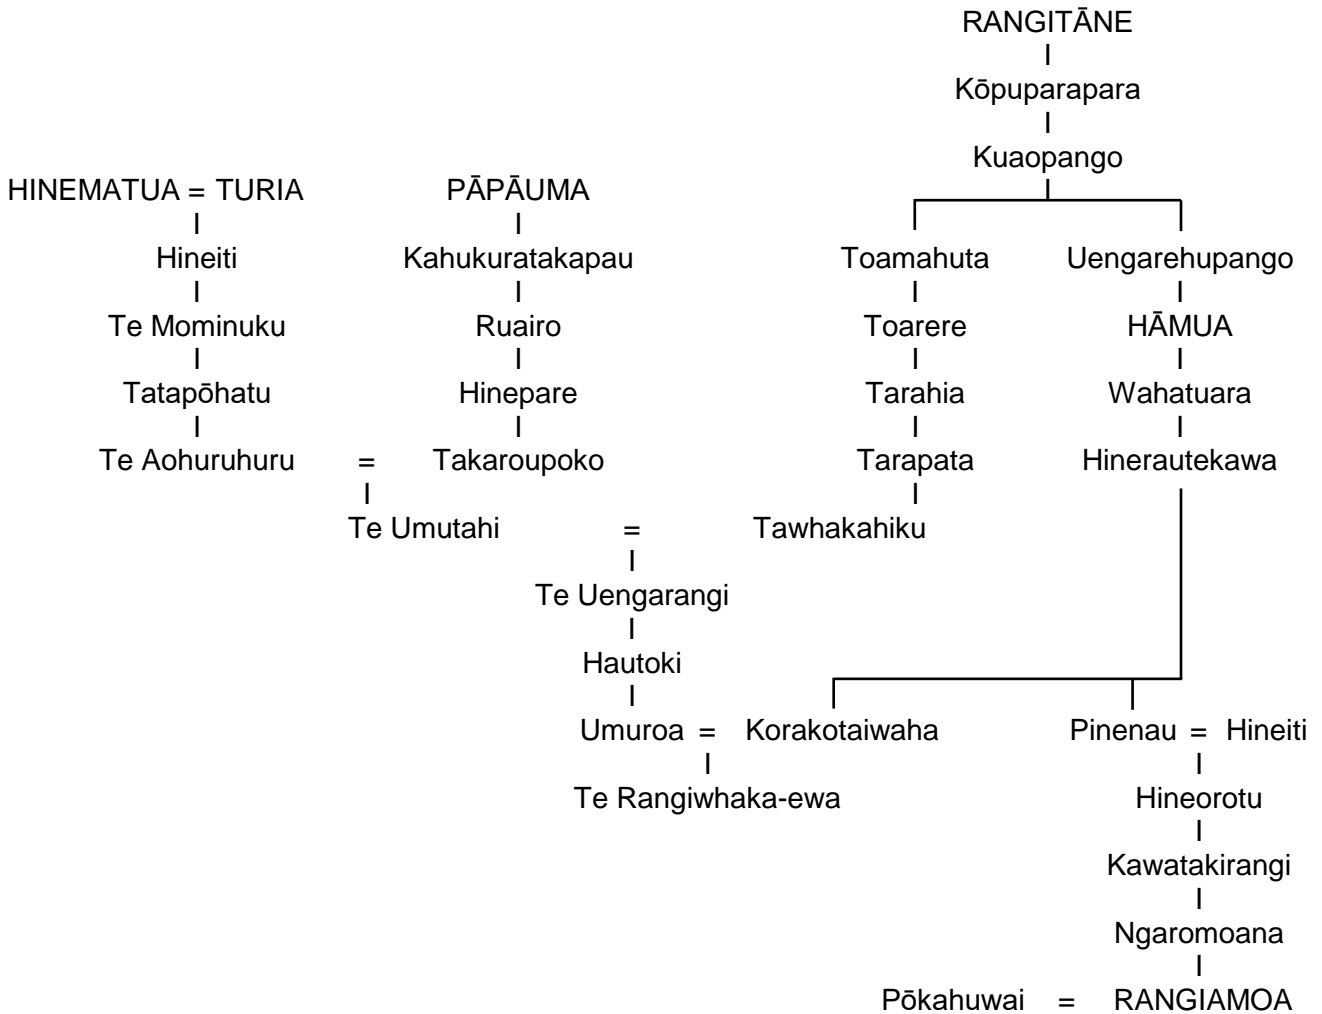 RANGITĀNE
Kōpuparapara
Kuaopango
HINEMATUA = TURIA PĀPĀUMA
Hineiti Kahukuratakapau Toamahuta Uengarehupango
Te Mominuku Ruairo Toarere HĀMUA
Tatapōhatu Hinepare Tarahia Wahatuara
Te Aohuruhuru = Takaroupoko Tarapata Hinerautekawa
Te Umutahi = Tawhakahiku
Te Uengarangi
Hautoki
Umuroa = Korakotaiwaha Pinenau = Hineiti
Te Rangiwhaka-ewa Hineorotu
Kawatakirangi
Ngaromoana
Pōkahuwai = RANGIAMOA